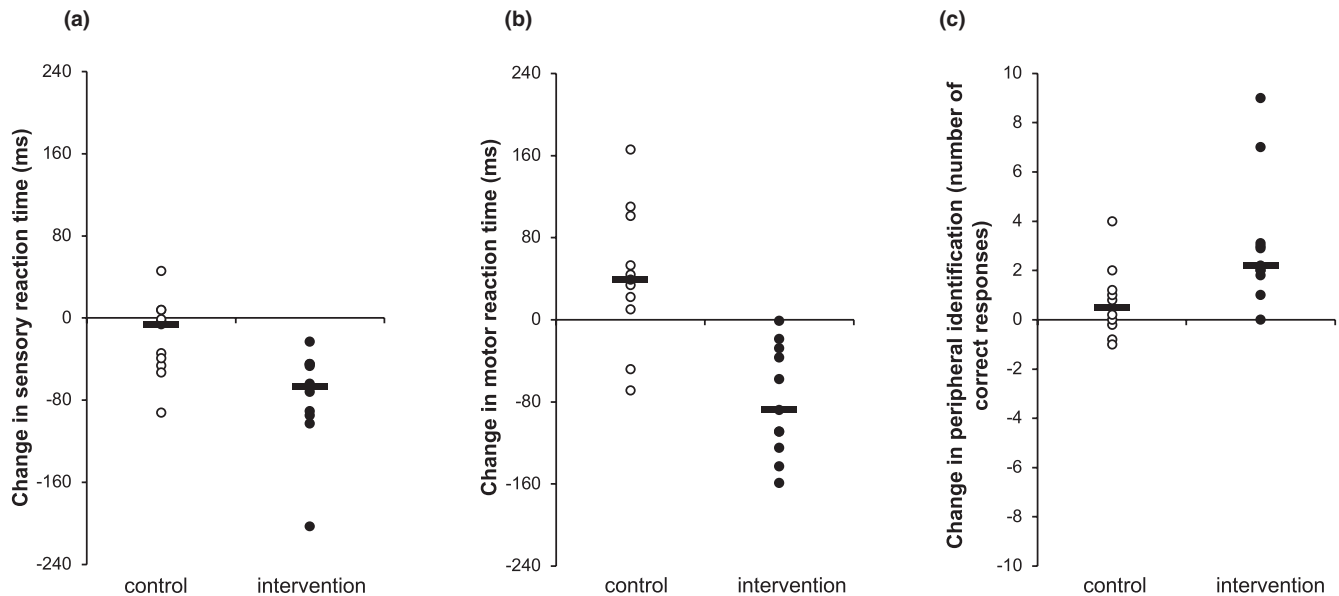 (a)
Change in sensory reaction time (ms)
240
160
80
0
-80
-160
-240
control
intervention
(b)
Change in motor reaction time (ms)
240
160
80
0
-80
-160
-240
control
intervention
(c)
Change in peripheral identification (number of
correct responses)
10
8
6
4
2
0
-2
-4
-6
-8
-10
control
intervention